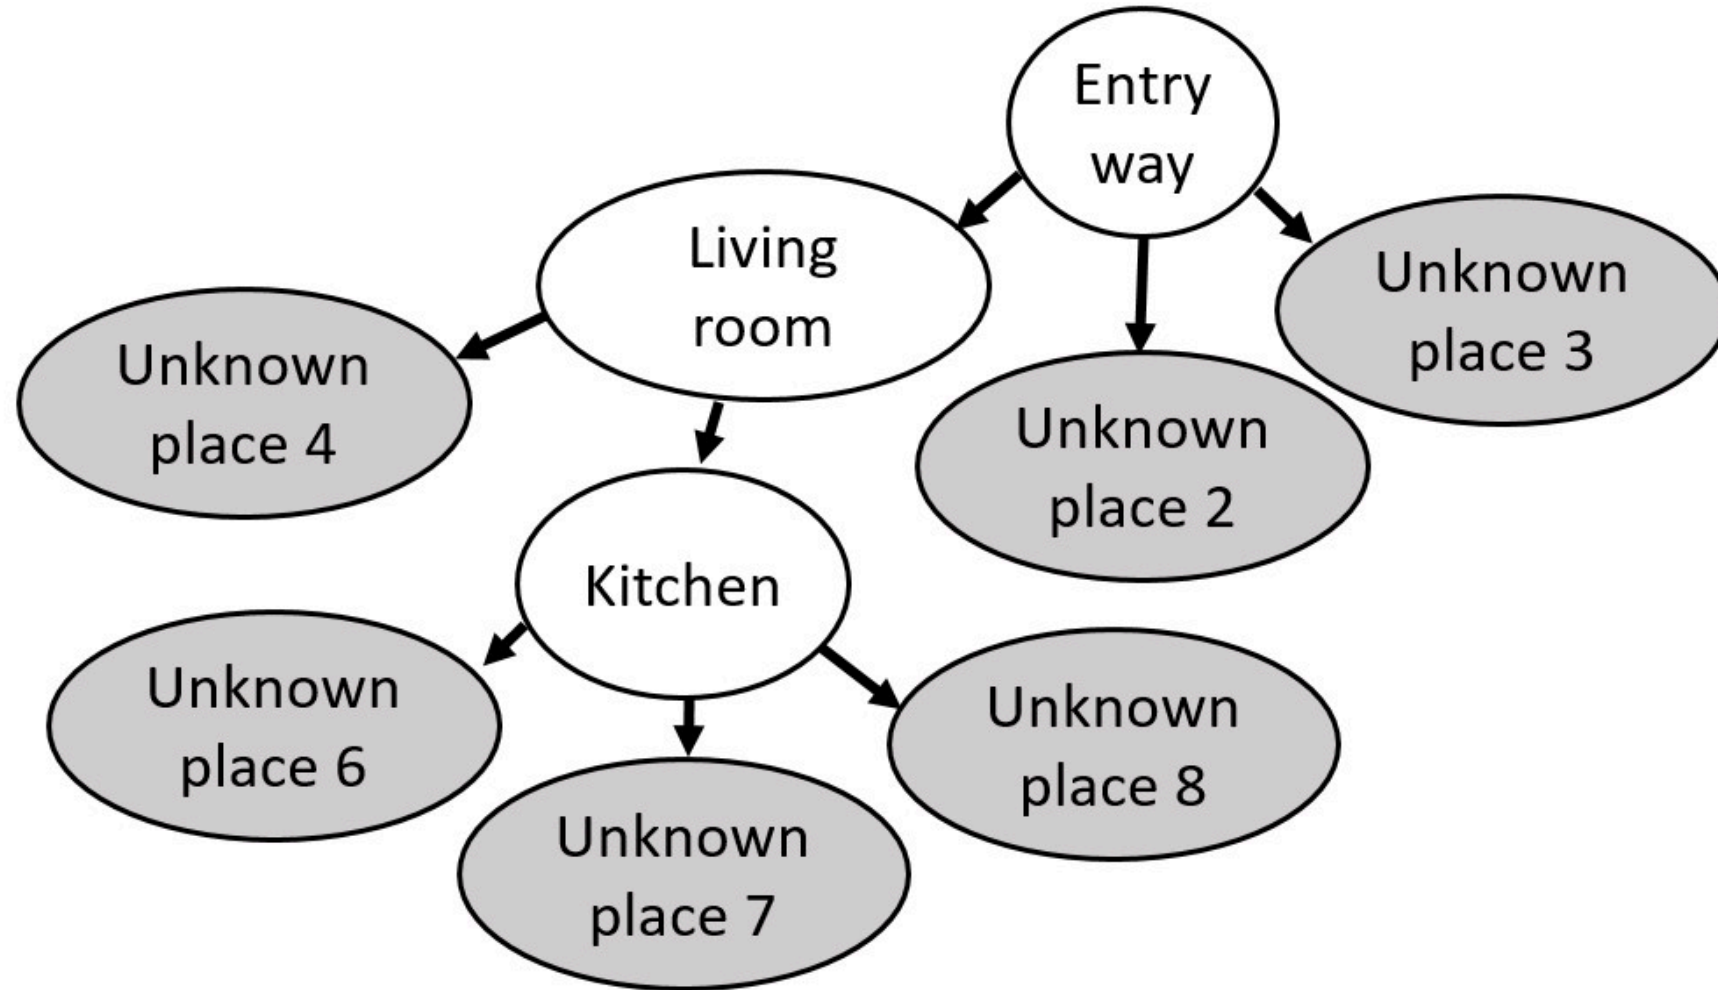 Entry
way
Living
room
Unknown
place 3
Unknown
place 4
Unknown
place 2
Kitchen
Unknown
place 6
Unknown
place 8
Unknown
place 7